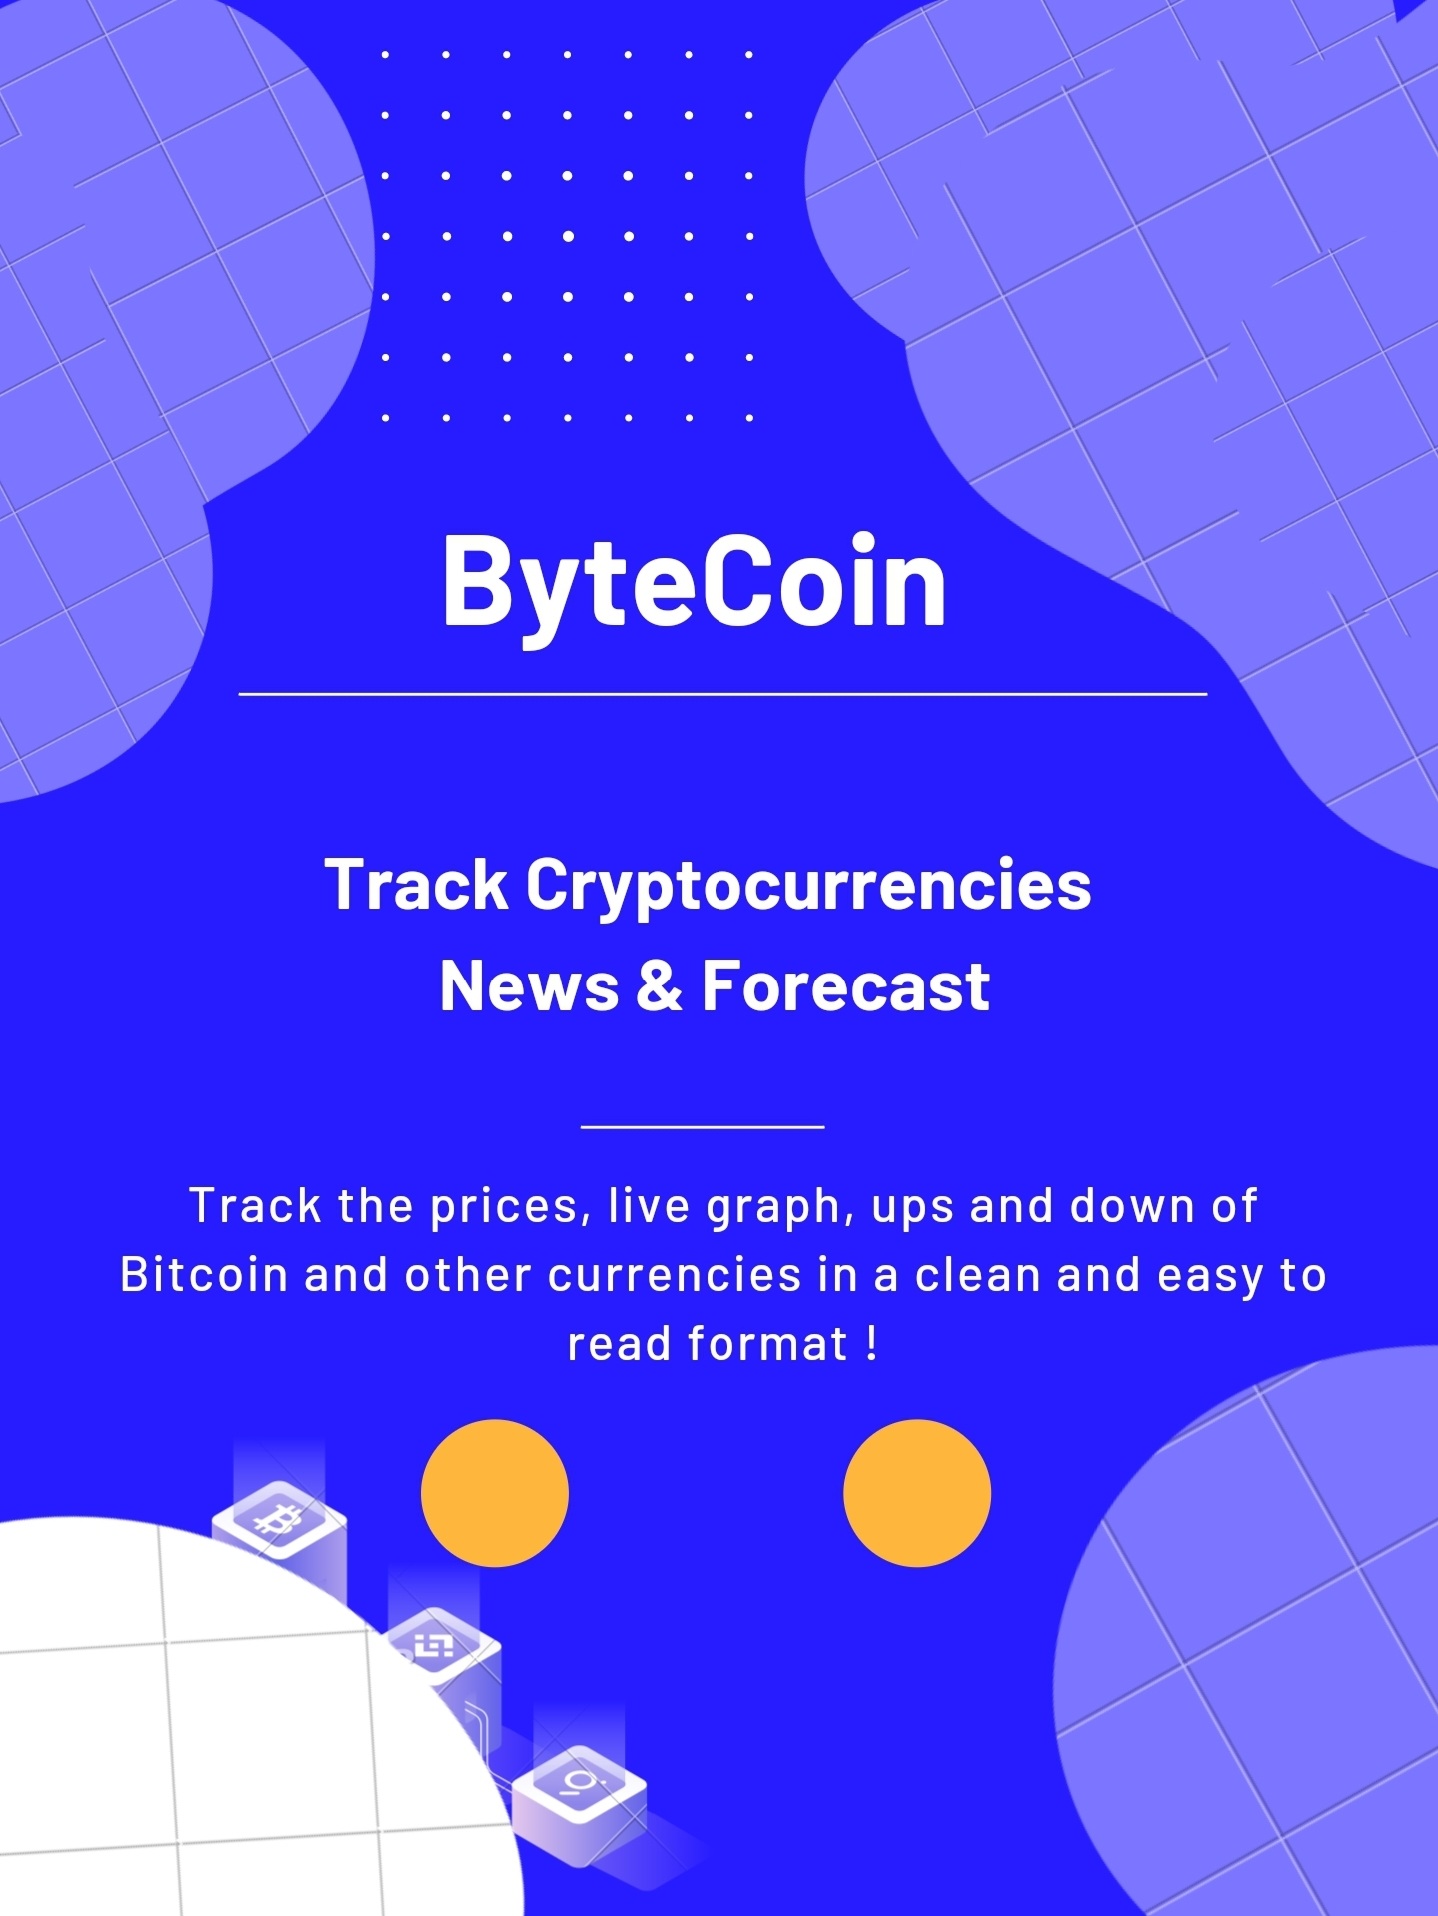 ByteCoin
Track Cryptocurrencies
News & Forecast
Track the prices, live graph, ups and down of
Bitcoin and other currencies in a clean and easy to
read format !